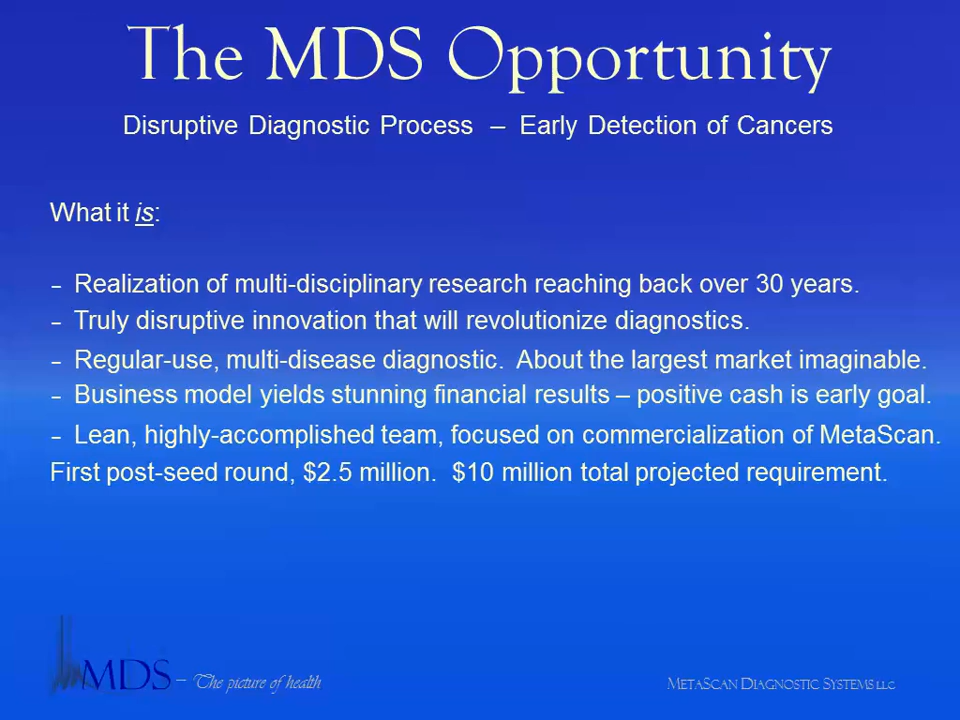 The MDS Opportunity
Disruptive Diagnostic Process – Early Detection of Cancers
What it is:
– Realization of multi-disciplinary research reaching back over 30 years.
– Truly disruptive innovation that will revolutionize diagnostics.
– Regular-use, multi-disease diagnostic. About the largest market imaginable.
– Business model yields stunning financial results – positive cash is early goal.
– Lean, highly-accomplished team, focused on commercialization of MetaScan.
First post-seed round, $2.5 million. $10 million total projected requirement.
MDS – The picture of health
METASCAN DIAGNOSTIC SYSTEMS LLC